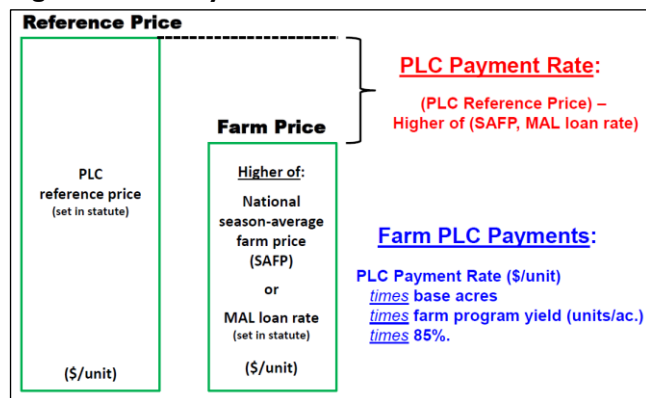 Reference Price
PLC
reference price
(set in statute)
($/unit)
Farm Price
Higher of:
National
season-average
farm price
(SAFP)
or
MAL loan rate
(set in statute)
($/unit)
PLC Payment Rate:
(PLC Reference Price) –
Higher of (SAFP, MAL loan rate)
Farm PLC Payments:
PLC Payment Rate ($/unit)
times base acres
times farm program yield (units/ac.)
times 85%.